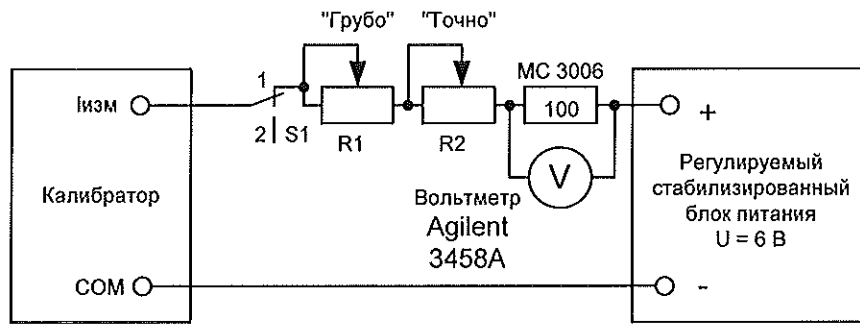 "Грубо"
"Точно"
Iизм
1
2
S1
R1
R2
МС 3006
100
V
Вольтметр
Agilent
3458A
Калибратор
COM
+
-
Регулируемый
стабилизированный
блок питания
U = 6 В